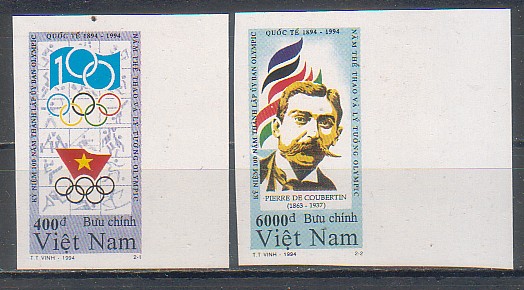 KỶ NIỆM 100 NĂM THÀNH LẬP ỦY BAN OLYMPIC
QUỐC TẾ 1894 - 1994
NĂM THỂ THAO VÀ LÝ TƯỞNG OLYMPIC
100
400đ Bưu chính
Việt Nam
T.T VINH - 1994 2-1
KỶ NIỆM 100 NĂM THÀNH LẬP ỦY BAN OLYMPIC
QUỐC TẾ 1894 - 1994
NĂM THỂ THAO VÀ LÝ TƯỞNG OLYMPIC
PIERRE DE COUBERTIN
(1863 - 1937)
6000đ Bưu chính
Việt Nam
T.T VINH - 1994 2-2